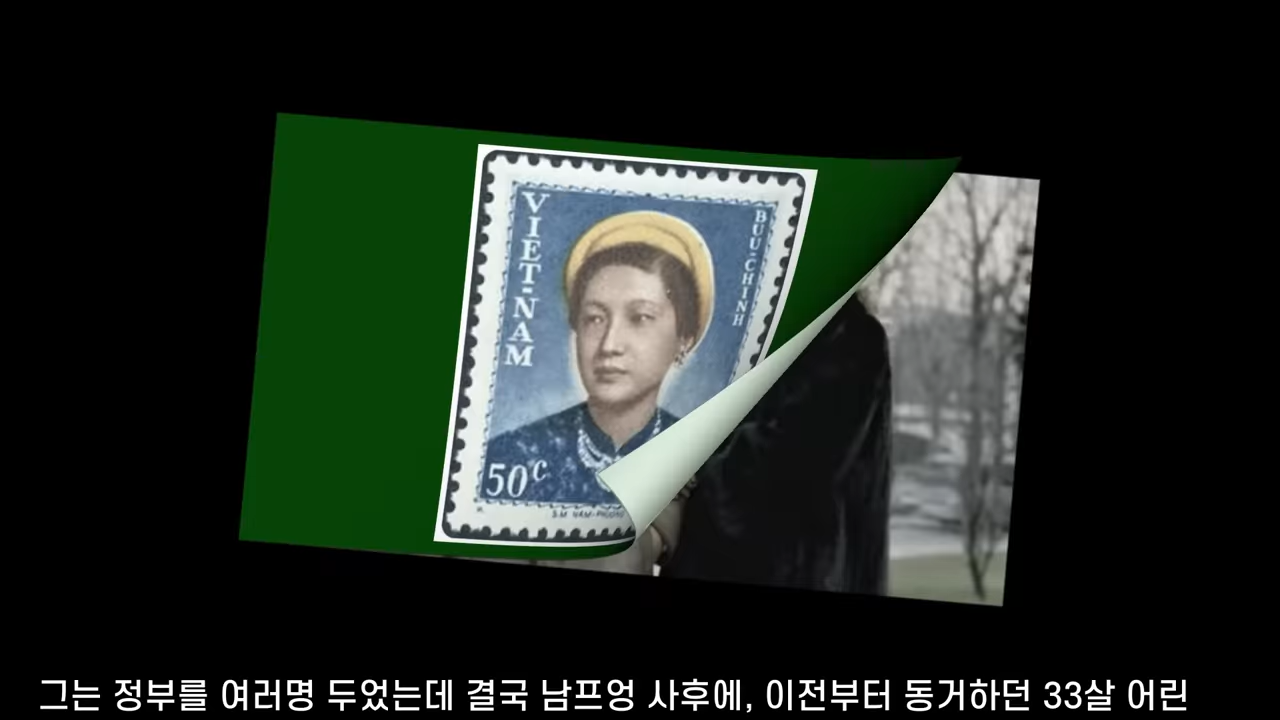 VIET-NAM
BUU-CHINH
50c
그는 정부를 여러명 두었는데 결국 남프엉 사후에, 이전부터 동거하던 33살 어린